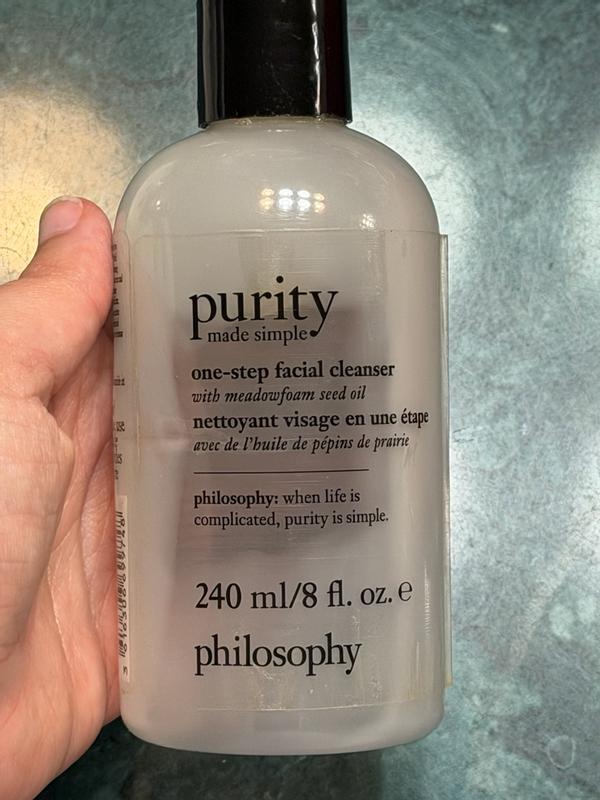 purity
made simple
one-step facial cleanser
with meadowfoam seed oil
nettoyant visage en une étape
avec de l'huile de pépins de prairie
philosophy: when life is
complicated, purity is simple.
240 ml/8 fl. oz. e
philosophy